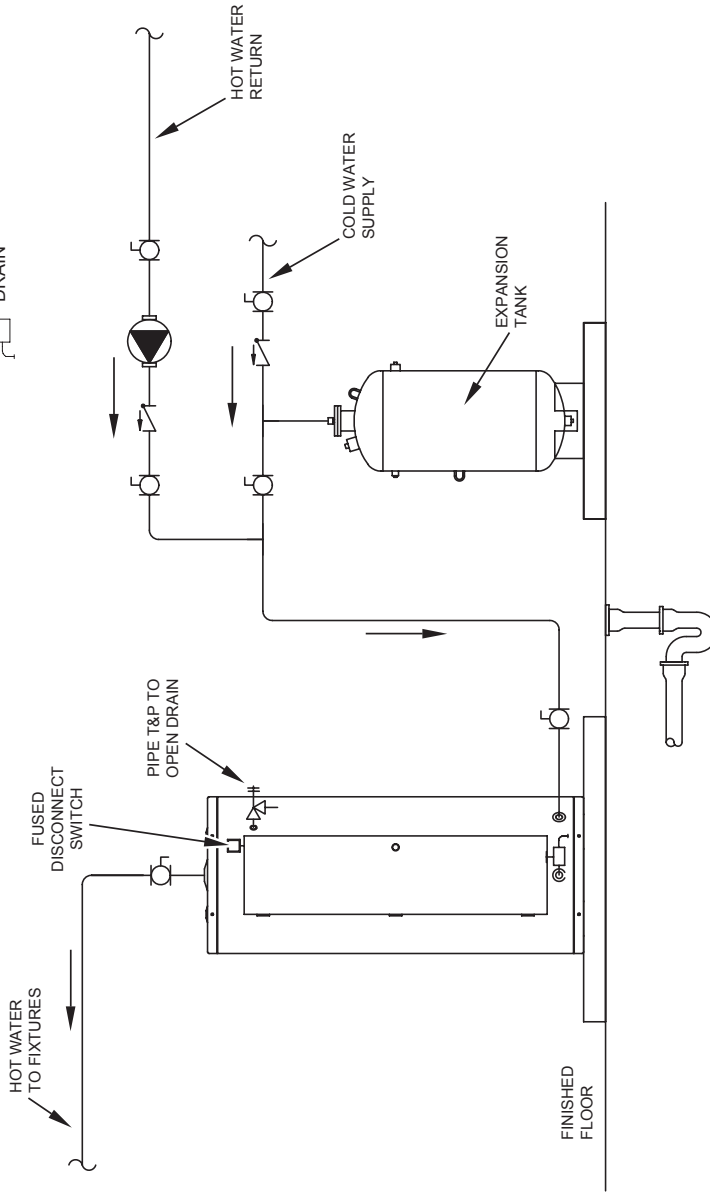 DRAIN
HOT WATER
RETURN
COLD WATER
SUPPLY
EXPANSION
TANK
PIPE T&P TO
OPEN DRAIN
FUSED
DISCONNECT
SWITCH
HOT WATER
TO FIXTURES
FINISHED
FLOOR